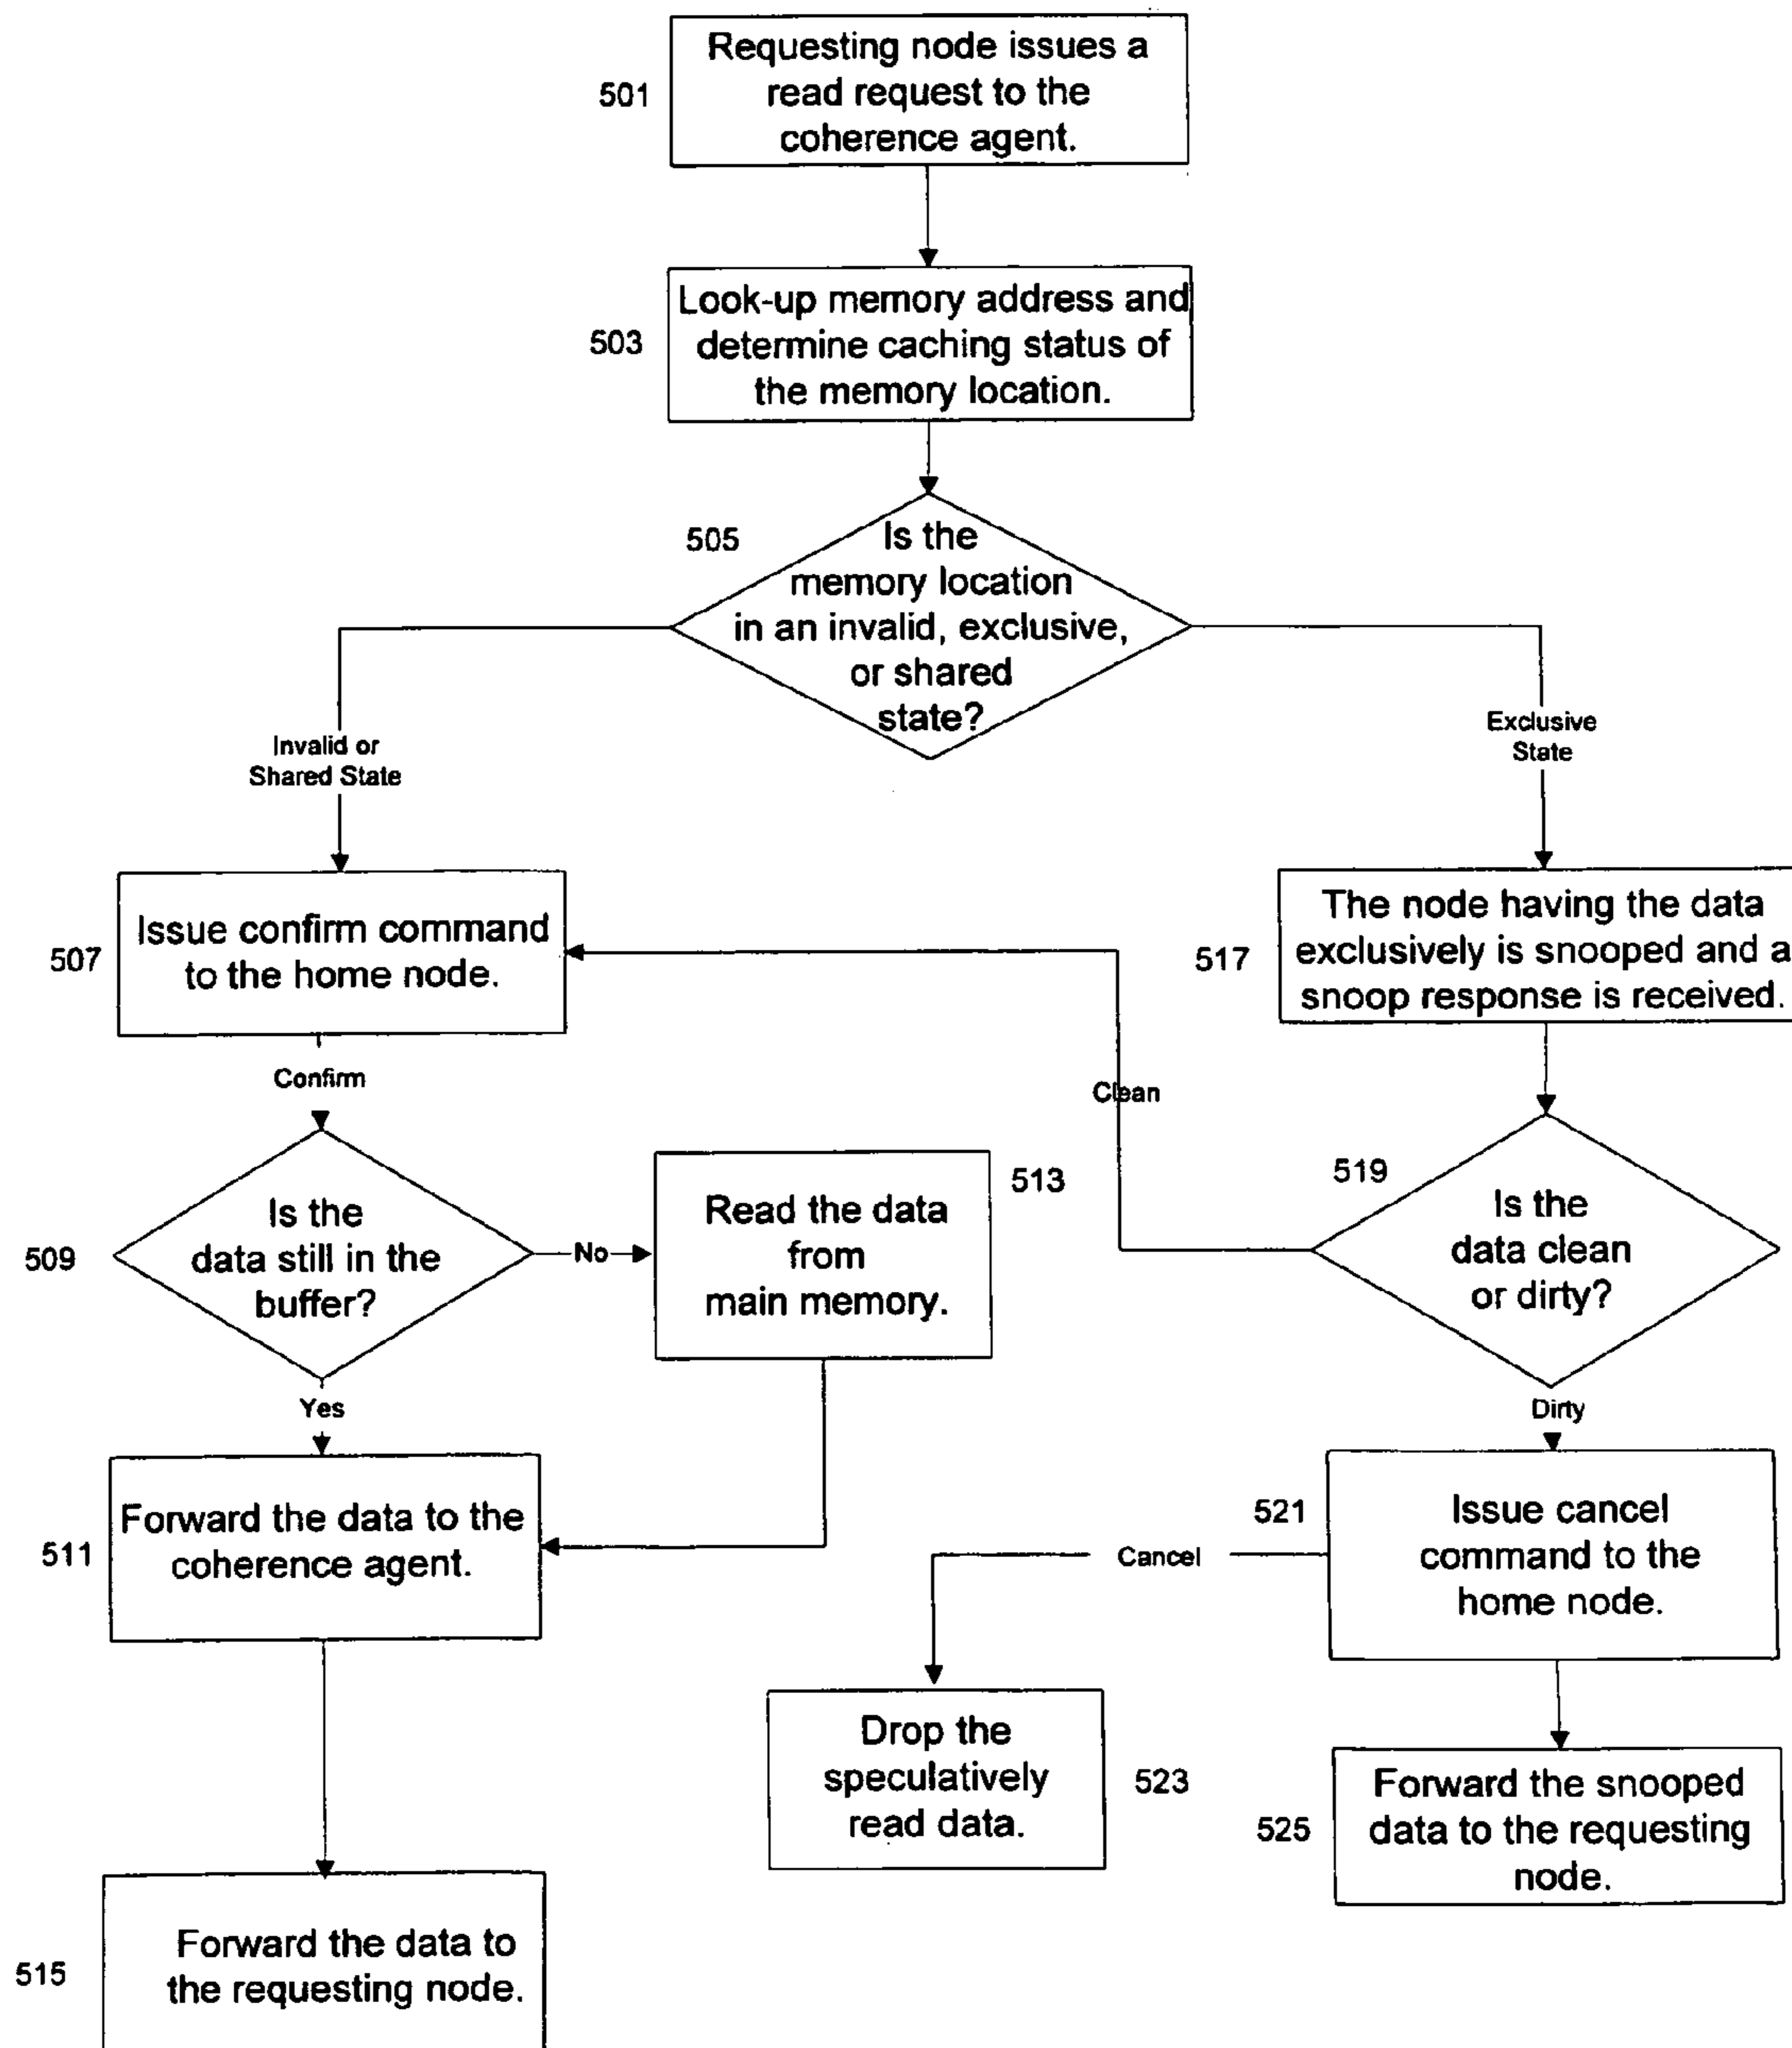 Requesting node issues a
read request to the
coherence agent.
501
Look-up memory address and
determine caching status of
the memory location.
503
505
Is the
memory location
in an invalid, exclusive,
or shared
state?
Invalid or
Shared State
Exclusive
State
Issue confirm command
to the home node.
507
The node having the data
exclusively is snooped and a
snoop response is received.
517
Confirm
Clean
509
Is the
data still in the
buffer?
No
Read the data
from
main memory.
513
519
Is the
data clean
or dirty?
Yes
Dirty
511
Forward the data to the
coherence agent.
Cancel
521
Issue cancel
command to the
home node.
Drop the
speculatively
read data.
523
525
Forward the snooped
data to the requesting
node.
515
Forward the data to
the requesting node.